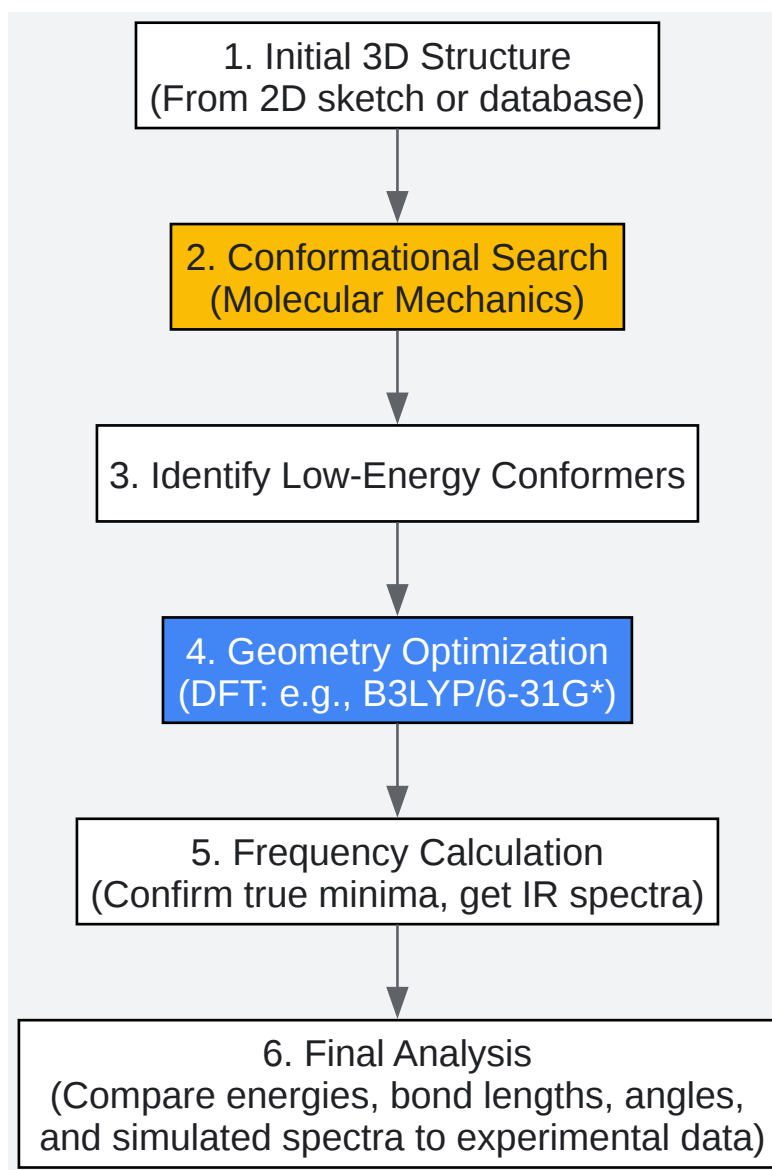 1. Initial 3D Structure
(From 2D sketch or database)
2. Conformational Search
(Molecular Mechanics)
3. Identify Low-Energy Conformers
4. Geometry Optimization
(DFT: e.g., B3LYP/6-31G*)
5. Frequency Calculation
(Confirm true minima, get IR spectra)
6. Final Analysis
(Compare energies, bond lengths, angles,
and simulated spectra to experimental data)